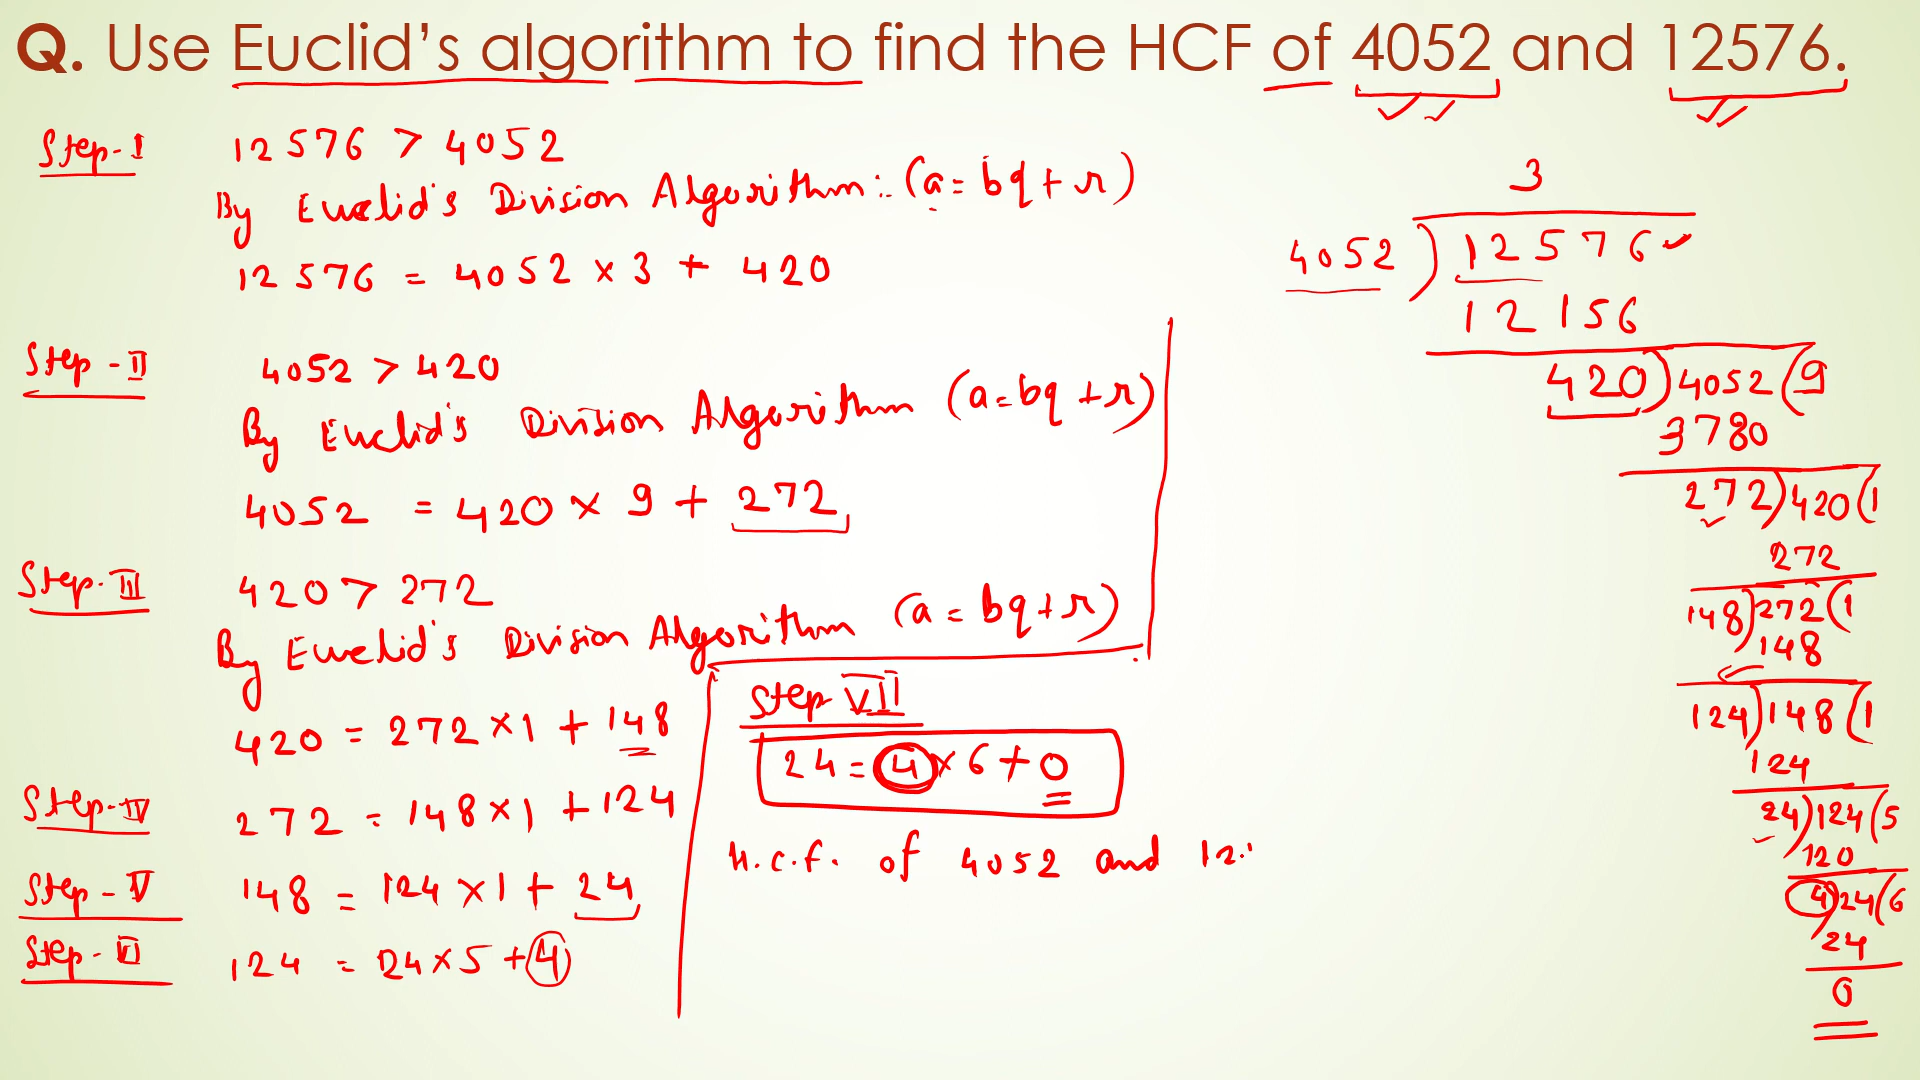 Q. Use Euclid’s algorithm to find the HCF of 4052 and 12576.
Step-I 12576 > 4052
By Euclid's Division Algorithm:- (a = bq + r)
12576 = 4052 × 3 + 420
Step-II 4052 > 420
By Euclid's Division Algorithm (a = bq + r)
4052 = 420 × 9 + 272
Step-III 420 > 272
By Euclid's Division Algorithm (a = bq + r)
420 = 272 × 1 + 148
Step-IV 272 = 148 × 1 + 124
Step-V 148 = 124 × 1 + 24
Step-VI 124 = 24 × 5 + 4
Step VII
24 = 4 × 6 + 0
H.C.F. of 4052 and 12
3
4052 ) 12576
12156
420 ) 4052 ( 9
3780
272 ) 420 ( 1
272
148 ) 272 ( 1
148
124 ) 148 ( 1
124
24 ) 124 ( 5
120
4 ) 24 ( 6
24
0